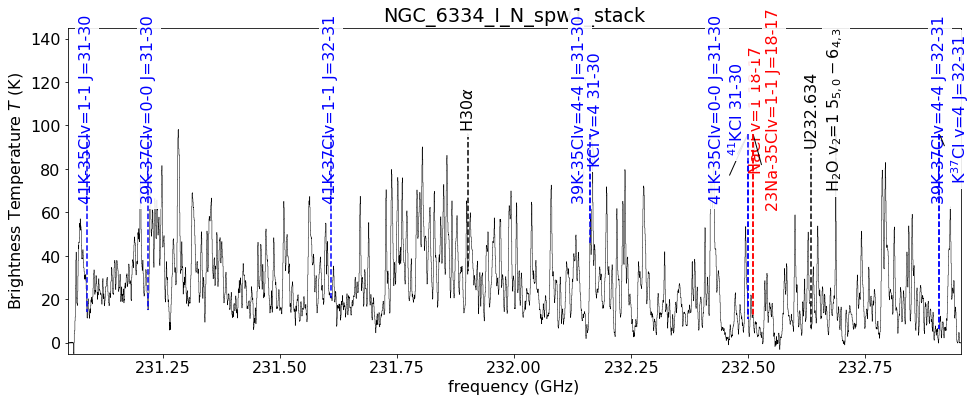 NGC_6334_I_N_spw1_stack
Brightness Temperature T (K)
140
120
100
80
60
40
20
0
41K-35Clv=1-1 J=31-30
39K-37Clv=0-0 J=31-30
41K-37Clv=1-1 J=32-31
H30α
39K-35Clv=4-4 J=31-30
KCl v=4 31-30
41K-35Clv=0-0 J=31-30
⁴¹KCl 31-30
NaCl v=1 18-17
23Na-35Clv=1-1 J=18-17
U232.634
H₂O v₂=1 5₅,₀ − 6₄,₃
39K-37Clv=4-4 J=32-31
K³⁷Cl v=4 J=32-31
231.25
231.50
231.75
232.00
232.25
232.50
232.75
frequency (GHz)